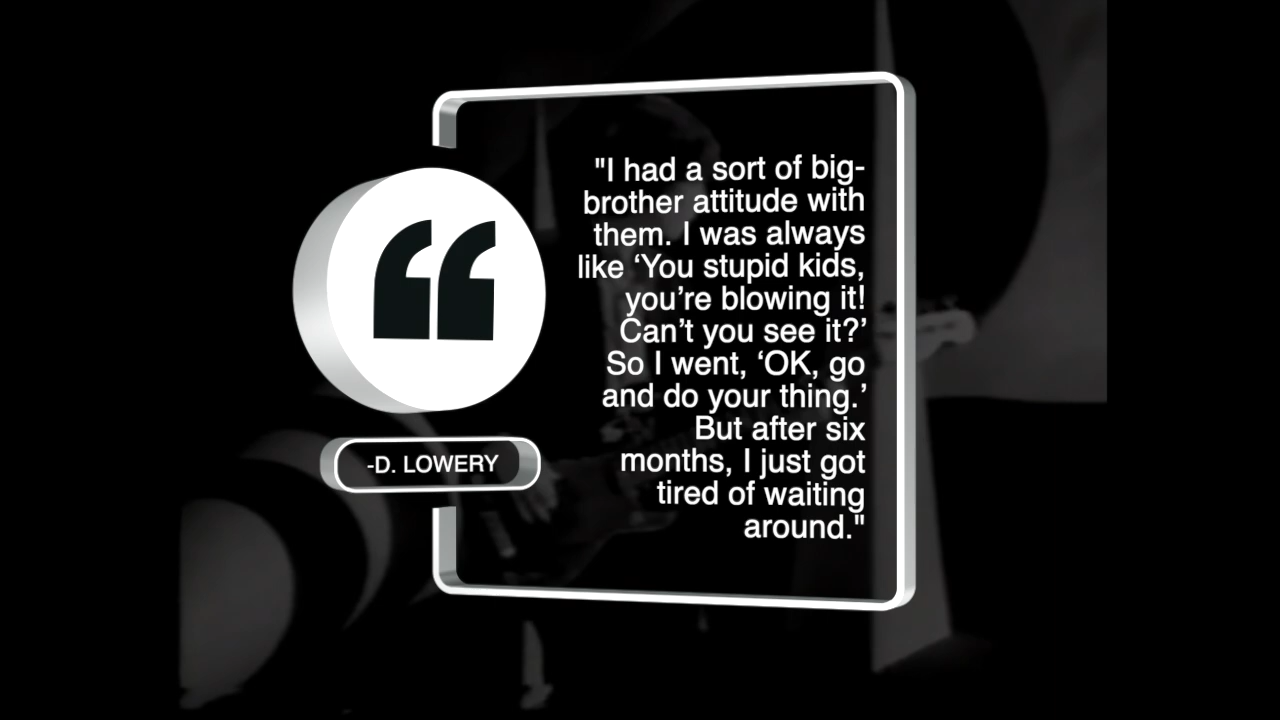 "I had a sort of big-
brother attitude with
them. I was always
like ‘You stupid kids,
you’re blowing it!
Can’t you see it?’
So I went, ‘OK, go
and do your thing.’
But after six
months, I just got
tired of waiting
around."
-D. LOWERY